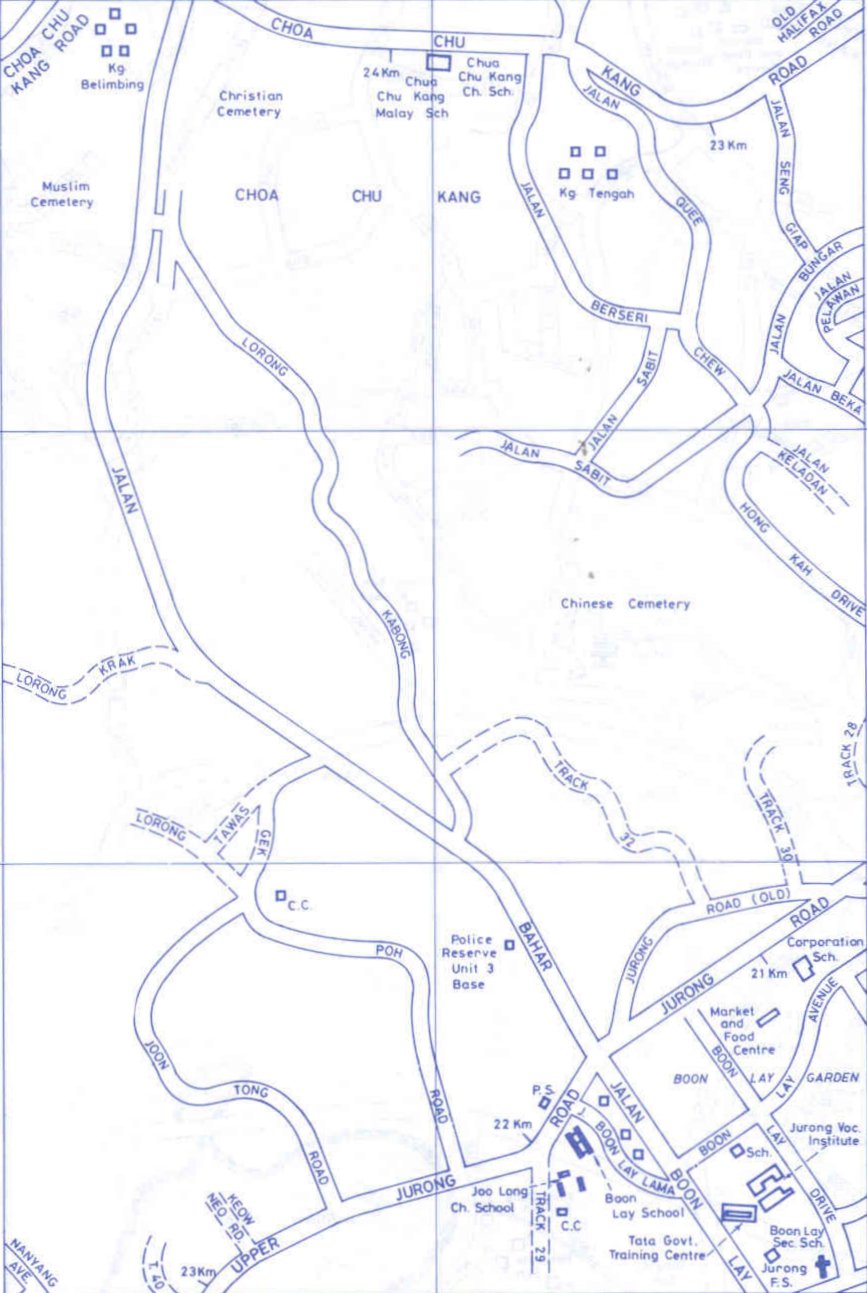 CHOA CHU
KANG ROAD
Kg
Belimbing
CHOA CHU KANG ROAD
OLD
HALIFAX
ROAD
24 Km
Chua
Chu Kang
Malay Sch
Chua
Chu Kang
Ch. Sch.
Christian
Cemetery
23 Km
Muslim
Cemetery
CHOA CHU KANG
Kg. Tengah
JALAN QUEE CHEW
JALAN SENG GIAP
JALAN BERSERI
JALAN BUNGAR
JALAN
PELAWAN
LORONG KABONG
JALAN SABIT
JALAN BEKA
JALAN SABIT
JALAN
KELADAN
HONG KAH DRIVE
JALAN BAHAR
Chinese Cemetery
LORONG KRAK
TRACK 28
TRACK 32
TRACK 30
LORONG TAWAS
GEK POH ROAD
C.C.
JURONG ROAD (OLD)
Police
Reserve
Unit 3
Base
JURONG ROAD
21 Km
Corporation
Sch.
Market
and
Food
Centre
BOON LAY AVENUE
BOON LAY GARDEN
JOON TONG ROAD
P.S.
22 Km
JALAN BOON LAY
BOON LAY LAMA
BOON LAY DRIVE
Jurong Voc.
Institute
Sch.
UPPER JURONG ROAD
Joo Long
Ch. School
TRACK 29
C.C
Boon
Lay School
Tata Govt.
Training Centre
Boon Lay
Sec. Sch.
Jurong
F.S.
KEOW
NEO RD.
T. 40
23Km
NANYANG
AVE